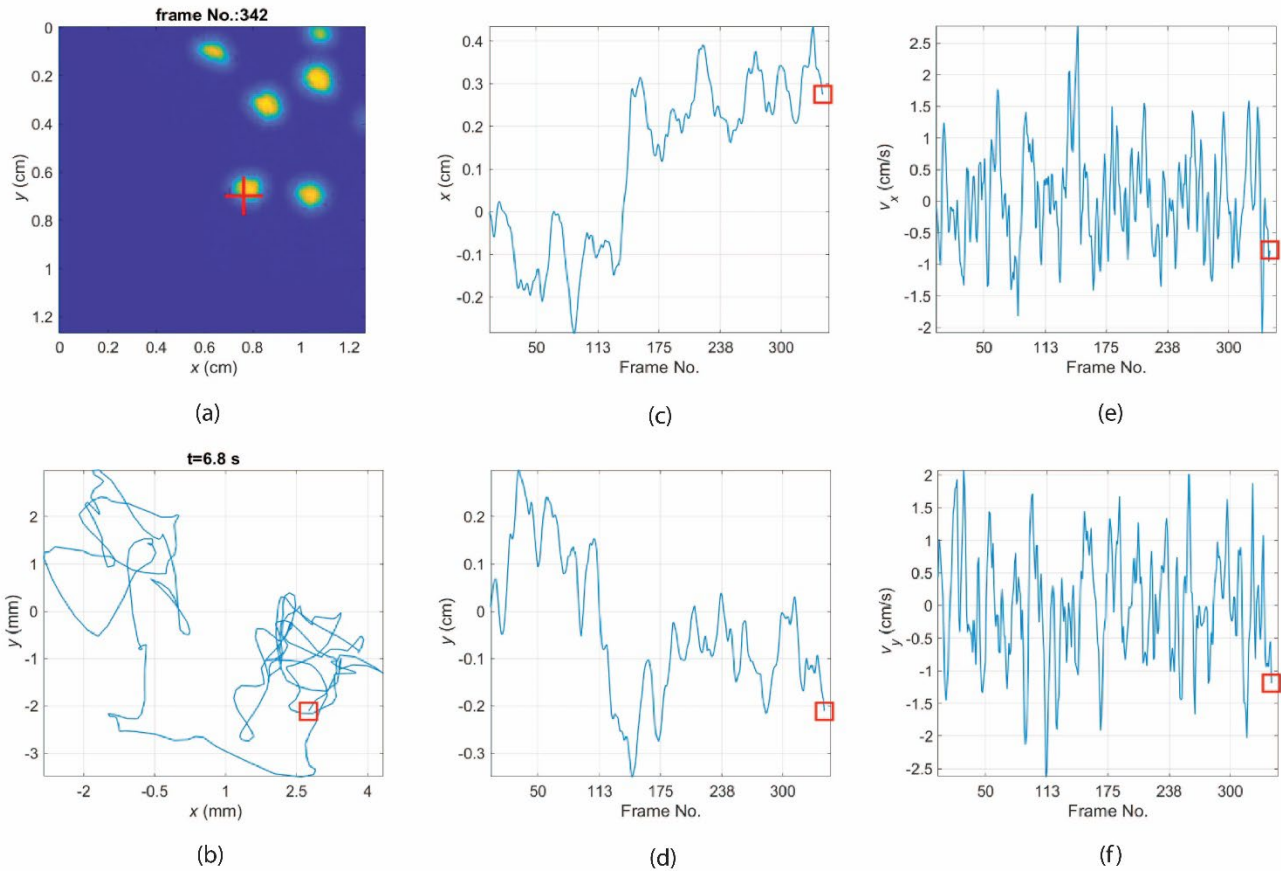 frame No.:342
0
0.2
0.4
0.6
0.8
1
1.2
y (cm)
0 0.2 0.4 0.6 0.8 1 1.2
x (cm)
(a)
0.4
0.3
0.2
0.1
0
-0.1
-0.2
x (cm)
50 113 175 238 300
Frame No.
(c)
2.5
2
1.5
1
0.5
0
-0.5
-1
-1.5
-2
v_x (cm/s)
50 113 175 238 300
Frame No.
(e)
t=6.8 s
2
1
0
-1
-2
-3
y (mm)
-2 -0.5 1 2.5 4
x (mm)
(b)
0.2
0.1
0
-0.1
-0.2
-0.3
y (cm)
50 113 175 238 300
Frame No.
(d)
2
1.5
1
0.5
0
-0.5
-1
-1.5
-2
-2.5
v_y (cm/s)
50 113 175 238 300
Frame No.
(f)